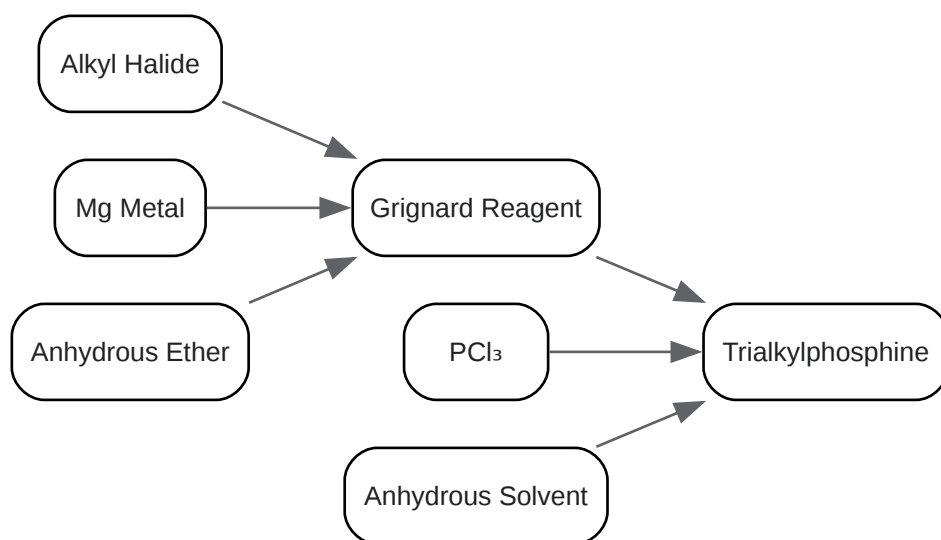 Alkyl Halide
Mg Metal
Grignard Reagent
Anhydrous Ether
PCl₃
Trialkylphosphine
Anhydrous Solvent